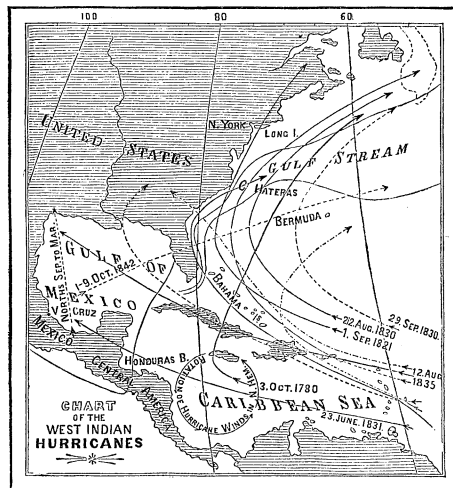 100 80 60
UNITED
STATES
N. YORK
LONG I.
GULF STREAM
C. HATERAS
BERMUDA
GULF OF
MEXICO
1-9. OCT. 1842
NORTHS SEP. TO MAR.
V. CRUZ
MEXICO
BAHAMA IS
29. SEP. 1830.
22. AUG. 1830
1. SEP. 1821
12. AUG.
1835
HONDURAS B.
CENTRAL AMERICA
3. OCT. 1780
CARIBBEAN SEA
ROTATION OF HURRICANE WINDS N. HEM.
23. JUNE. 1831.
CHART
OF THE
WEST INDIAN
HURRICANES